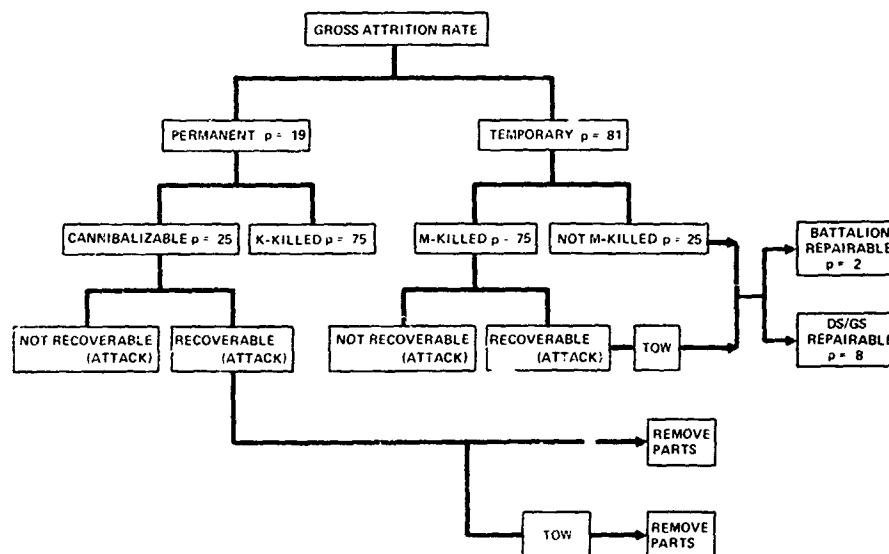 GROSS ATTRITION RATE
PERMANENT p = 19
TEMPORARY p = 81
CANNIBALIZABLE p = 25
K-KILLED p = 75
M-KILLED p - 75
NOT M-KILLED p = 25
BATTALION
REPAIRABLE
p = 2
NOT RECOVERABLE
(ATTACK)
RECOVERABLE
(ATTACK)
NOT RECOVERABLE
(ATTACK)
RECOVERABLE
(ATTACK)
TOW
DS/GS
REPAIRABLE
p = 8
REMOVE
PARTS
TOW
REMOVE
PARTS